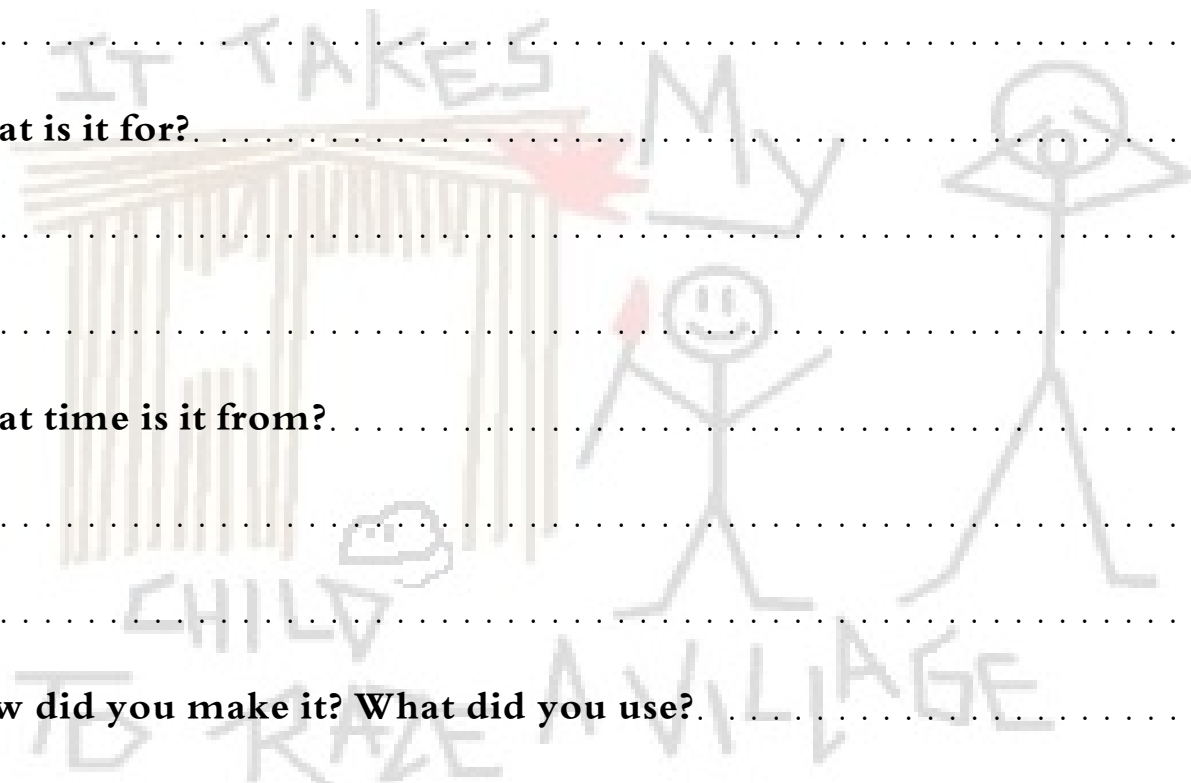 IT TAKES
MY
at is it for?
at time is it from?
CHILD
A VILLAGE
TO RAZE
w did you make it? What did you use?